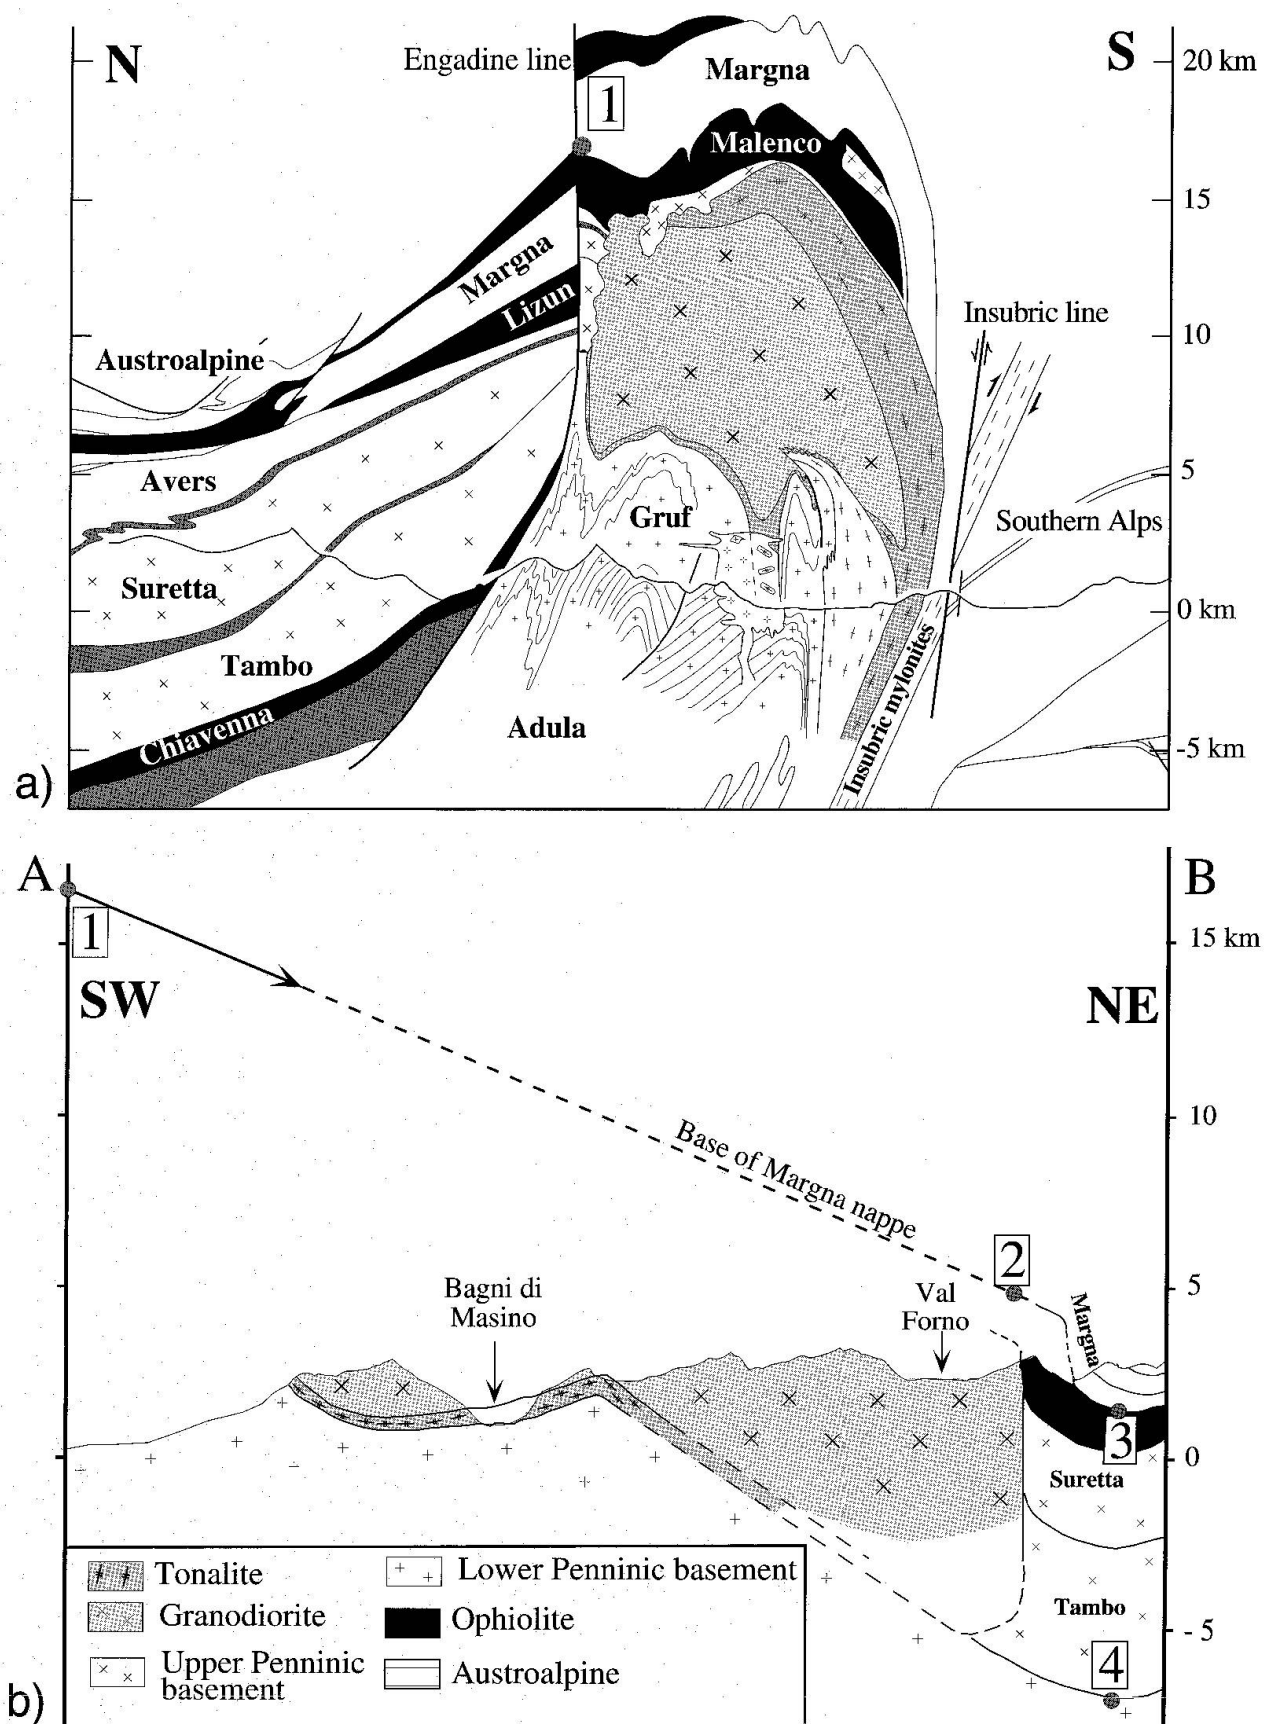 N
Engadine line
1
Margna
S
20 km
Malenco
15
Margna
Lizun
Insubric line
10
Austroalpine
Avers
5
Gruf
Southern Alps
Suretta
0 km
Tambo
Insubric mylonites
Chiavenna
Adula
-5 km
a)
A
B
1
15 km
SW
NE
10
Base of Margna nappe
2
5
Bagni di
Masino
Val
Forno
Margna
3
0
Suretta
Tambo
- 5
4
Tonalite
Granodiorite
Upper Penninic
basement
Lower Penninic basement
Ophiolite
Austroalpine
b)